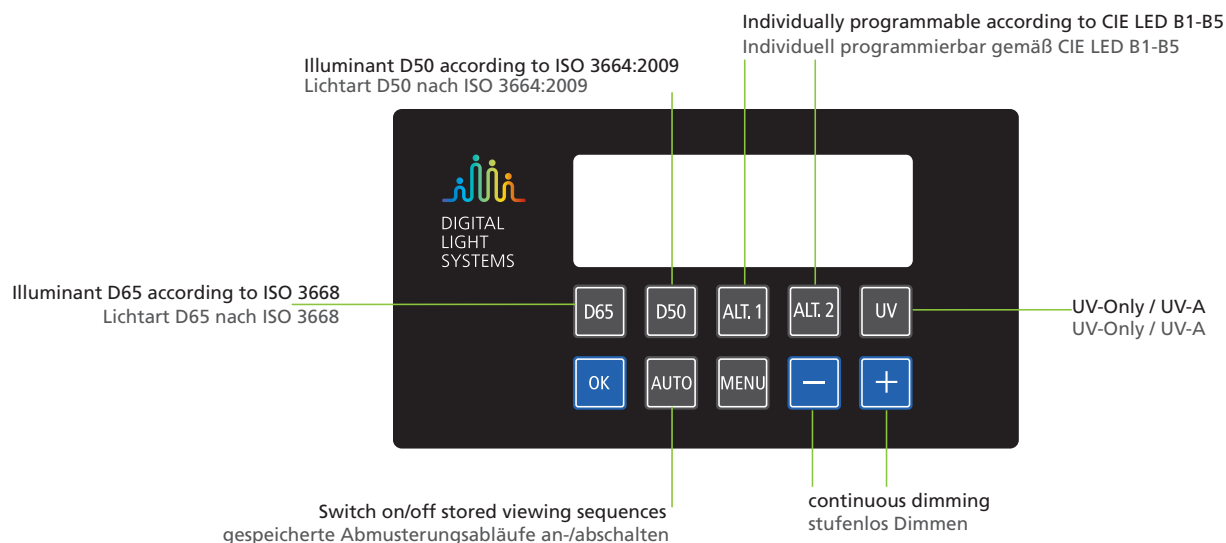 Individually programmable according to CIE LED B1-B5
Individuell programmierbar gemäß CIE LED B1-B5
Illuminant D50 according to ISO 3664:2009
Lichtart D50 nach ISO 3664:2009
DIGITAL
LIGHT
SYSTEMS
Illuminant D65 according to ISO 3668
Lichtart D65 nach ISO 3668
D65 D50 ALT. 1 ALT. 2 UV
UV-Only / UV-A
UV-Only / UV-A
OK AUTO MENU − +
Switch on/off stored viewing sequences
gespeicherte Abmusterungsabläufe an-/abschalten
continuous dimming
stufenlos Dimmen